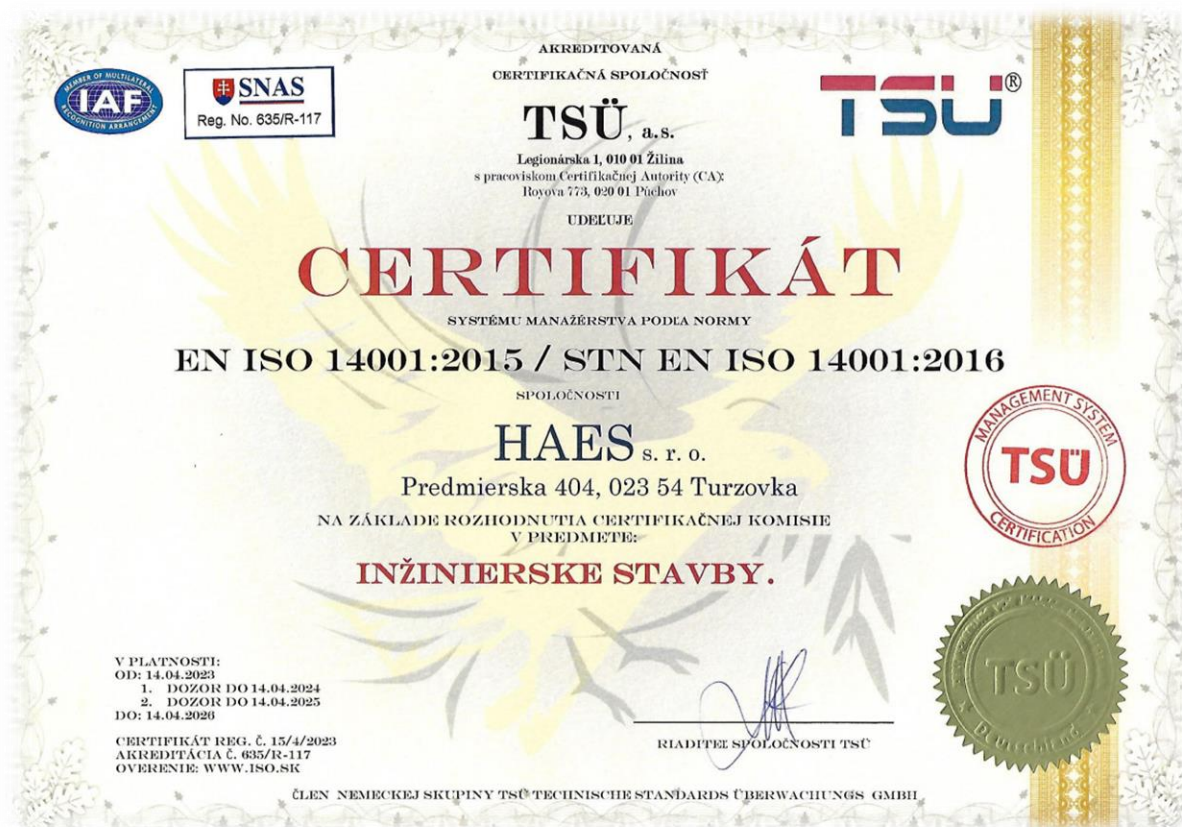 AKREDITOVANÁ
CERTIFIKAČNÁ SPOLOČNOSŤ
MEMBER OF MULTILATERAL
IAF
RECOGNITION ARRANGEMENT
SNAS
Reg. No. 635/R-117
TSÜ, a.s.
TSÜ®
Legionárska 1, 010 01 Žilina
s pracoviskom Certifikačnej Autority (CA):
Royova 773, 020 01 Púchov
UDEĽUJE
CERTIFIKÁT
SYSTÉMU MANAŽÉRSTVA PODĽA NORMY
EN ISO 14001:2015 / STN EN ISO 14001:2016
SPOLOČNOSTI
HAES s. r. o.
Predmierska 404, 023 54 Turzovka
NA ZÁKLADE ROZHODNUTIA CERTIFIKAČNEJ KOMISIE
V PREDMETE:
INŽINIERSKE STAVBY.
MANAGEMENT SYSTEM
TSÜ
CERTIFICATION
V PLATNOSTI:
OD: 14.04.2023
1. DOZOR DO 14.04.2024
2. DOZOR DO 14.04.2025
DO: 14.04.2026
CERTIFIKÁT REG. Č. 15/4/2023
AKREDITÁCIA Č. 635/R-117
OVERENIE: WWW.ISO.SK
RIADITEĽ SPOLOČNOSTI TSÜ
TSÜ
Deutschland
ČLEN NEMECKEJ SKUPINY TSÜ TECHNISCHE STANDARDS ÜBERWACHUNGS GMBH